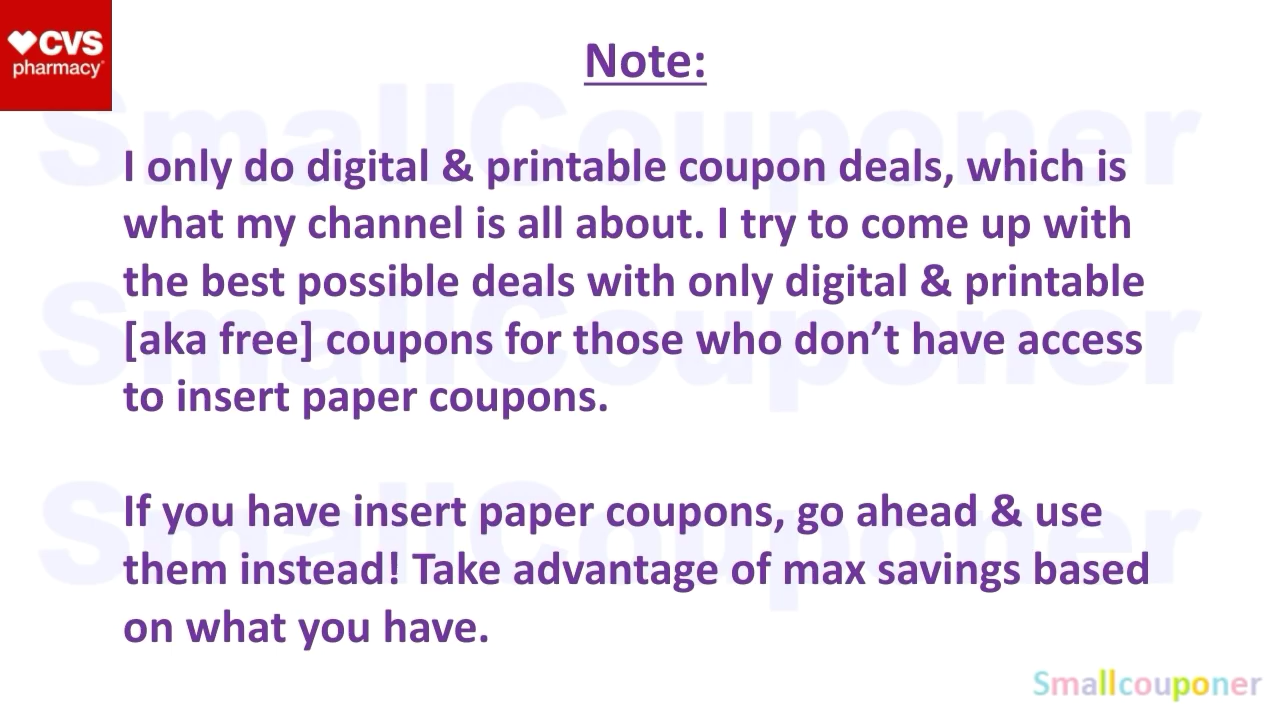 CVS
pharmacy
Note:
I only do digital & printable coupon deals, which is
what my channel is all about. I try to come up with
the best possible deals with only digital & printable
[aka free] coupons for those who don’t have access
to insert paper coupons.
If you have insert paper coupons, go ahead & use
them instead! Take advantage of max savings based
on what you have.
SmallCouponer
SmallCouponer
SmallCouponer
Smallcouponer